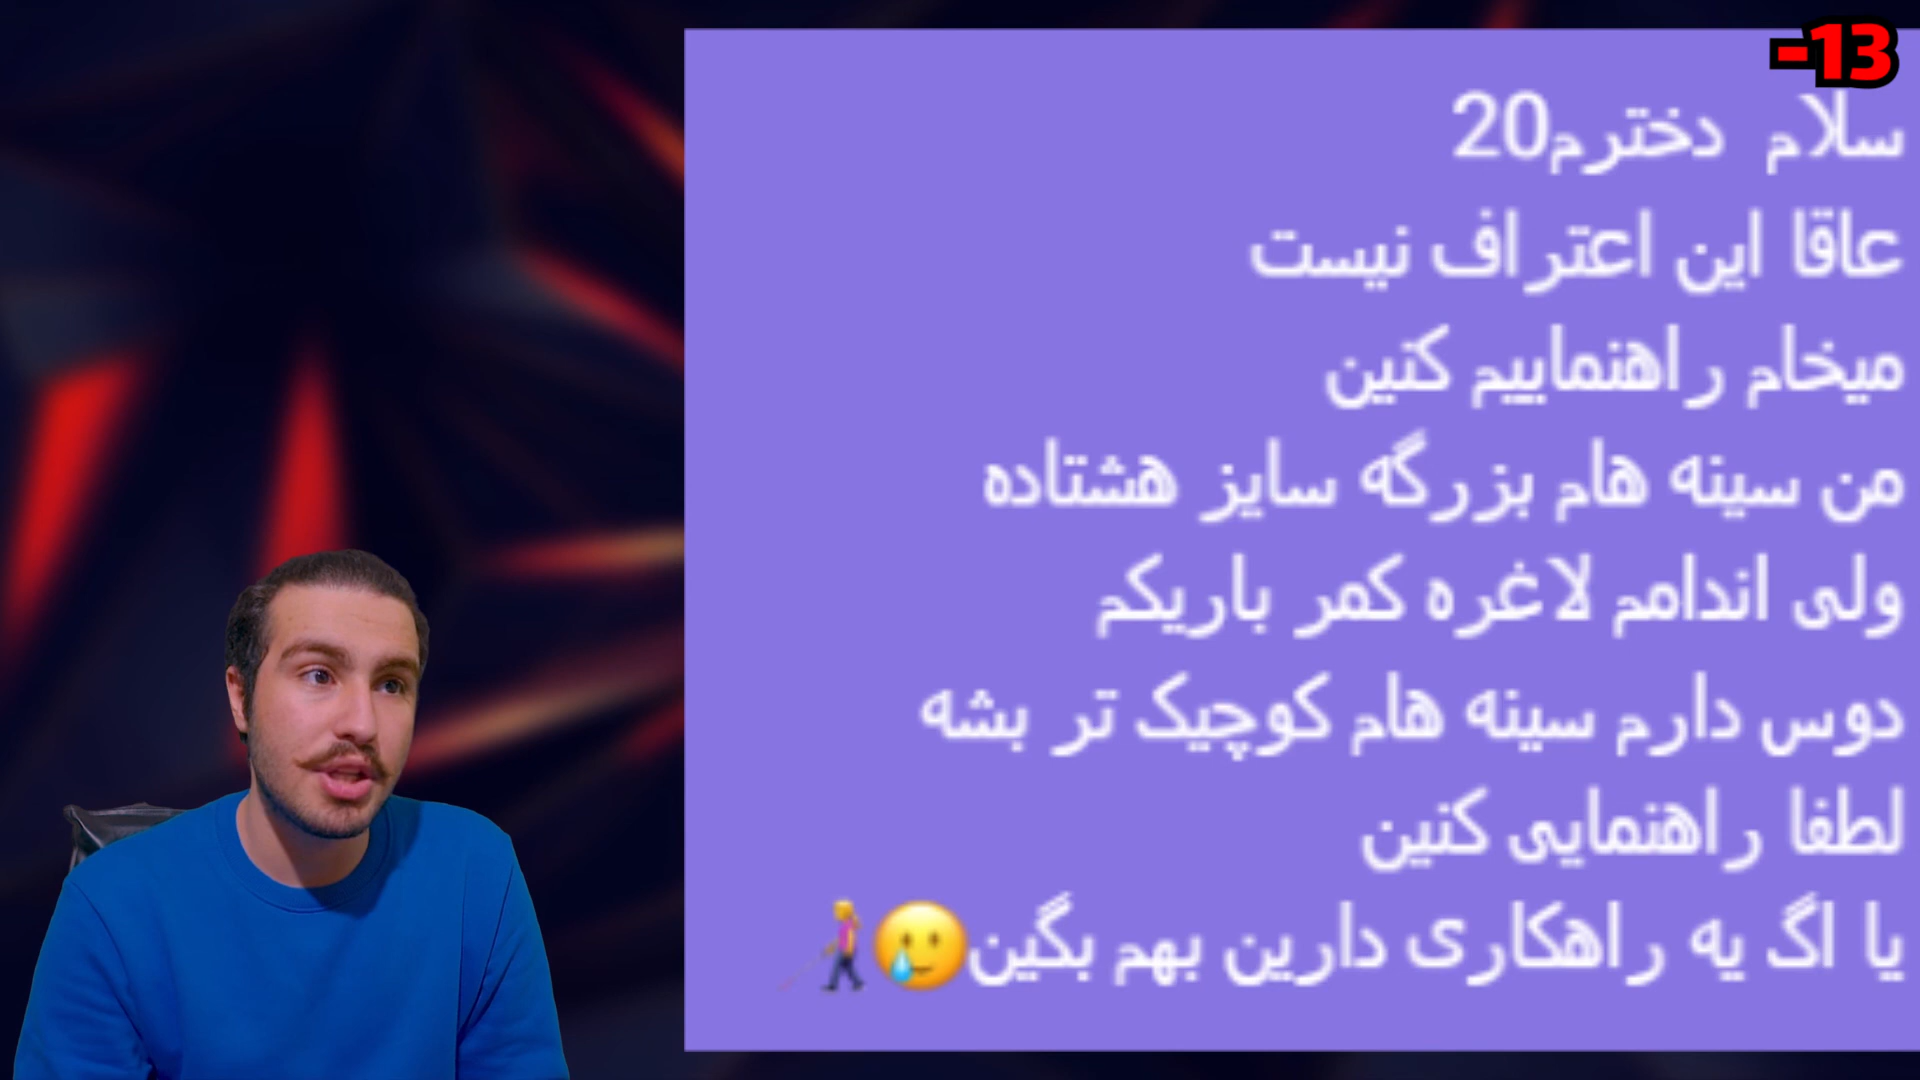 -13
سلام دخترم20
عاقا این اعتراف نیست
میخام راهنماییم کنین
من سینه هام بزرگه سایز هشتاده
ولی اندامم لاغره کمر باریکم
دوس دارم سینه هام کوچیک تر بشه
لطفا راهنمایی کنین
یا اگ یه راهکاری دارین بهم بگین🥲👩‍🦯